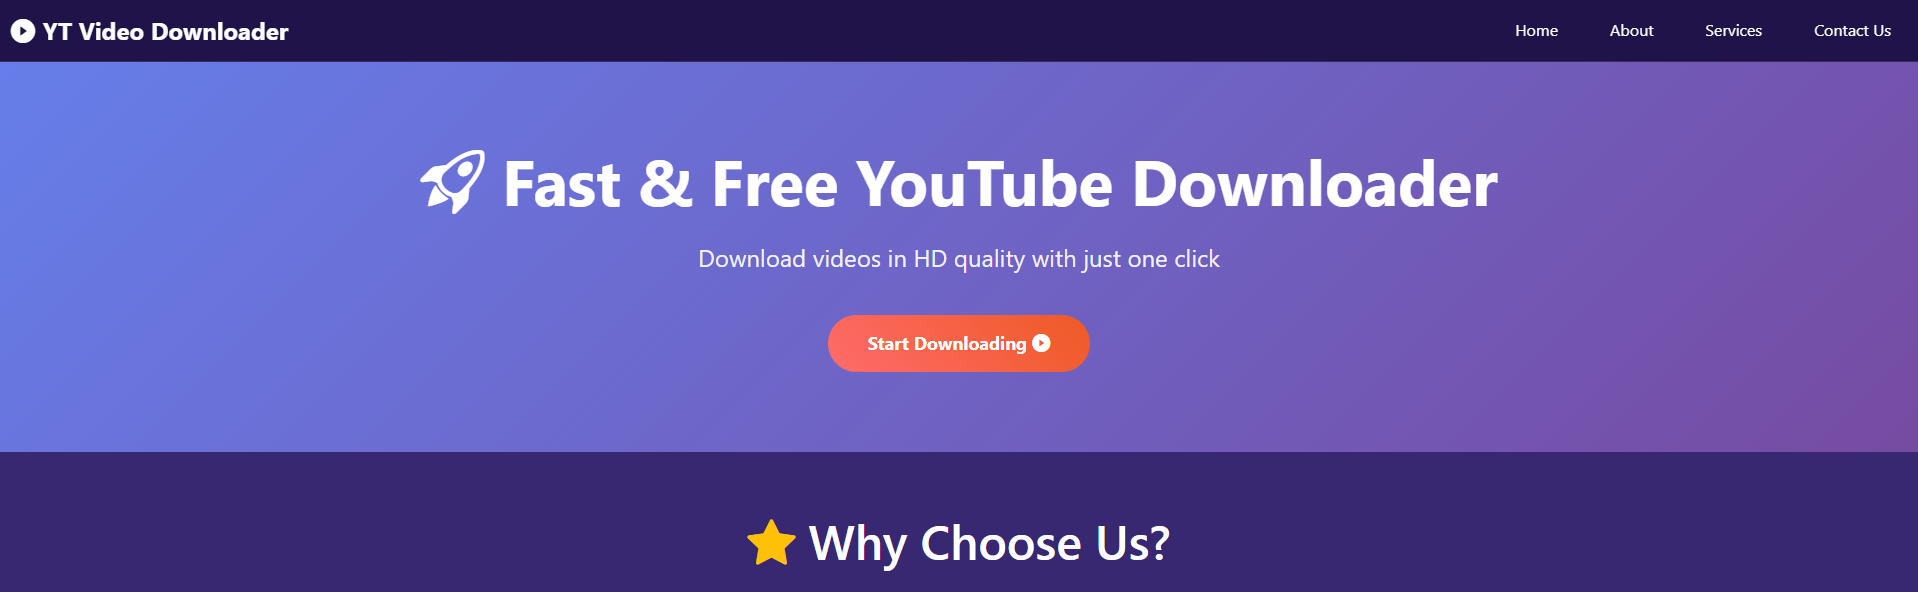 YT Video Downloader
Home About Services Contact Us
Fast & Free YouTube Downloader
Download videos in HD quality with just one click
Start Downloading
Why Choose Us?